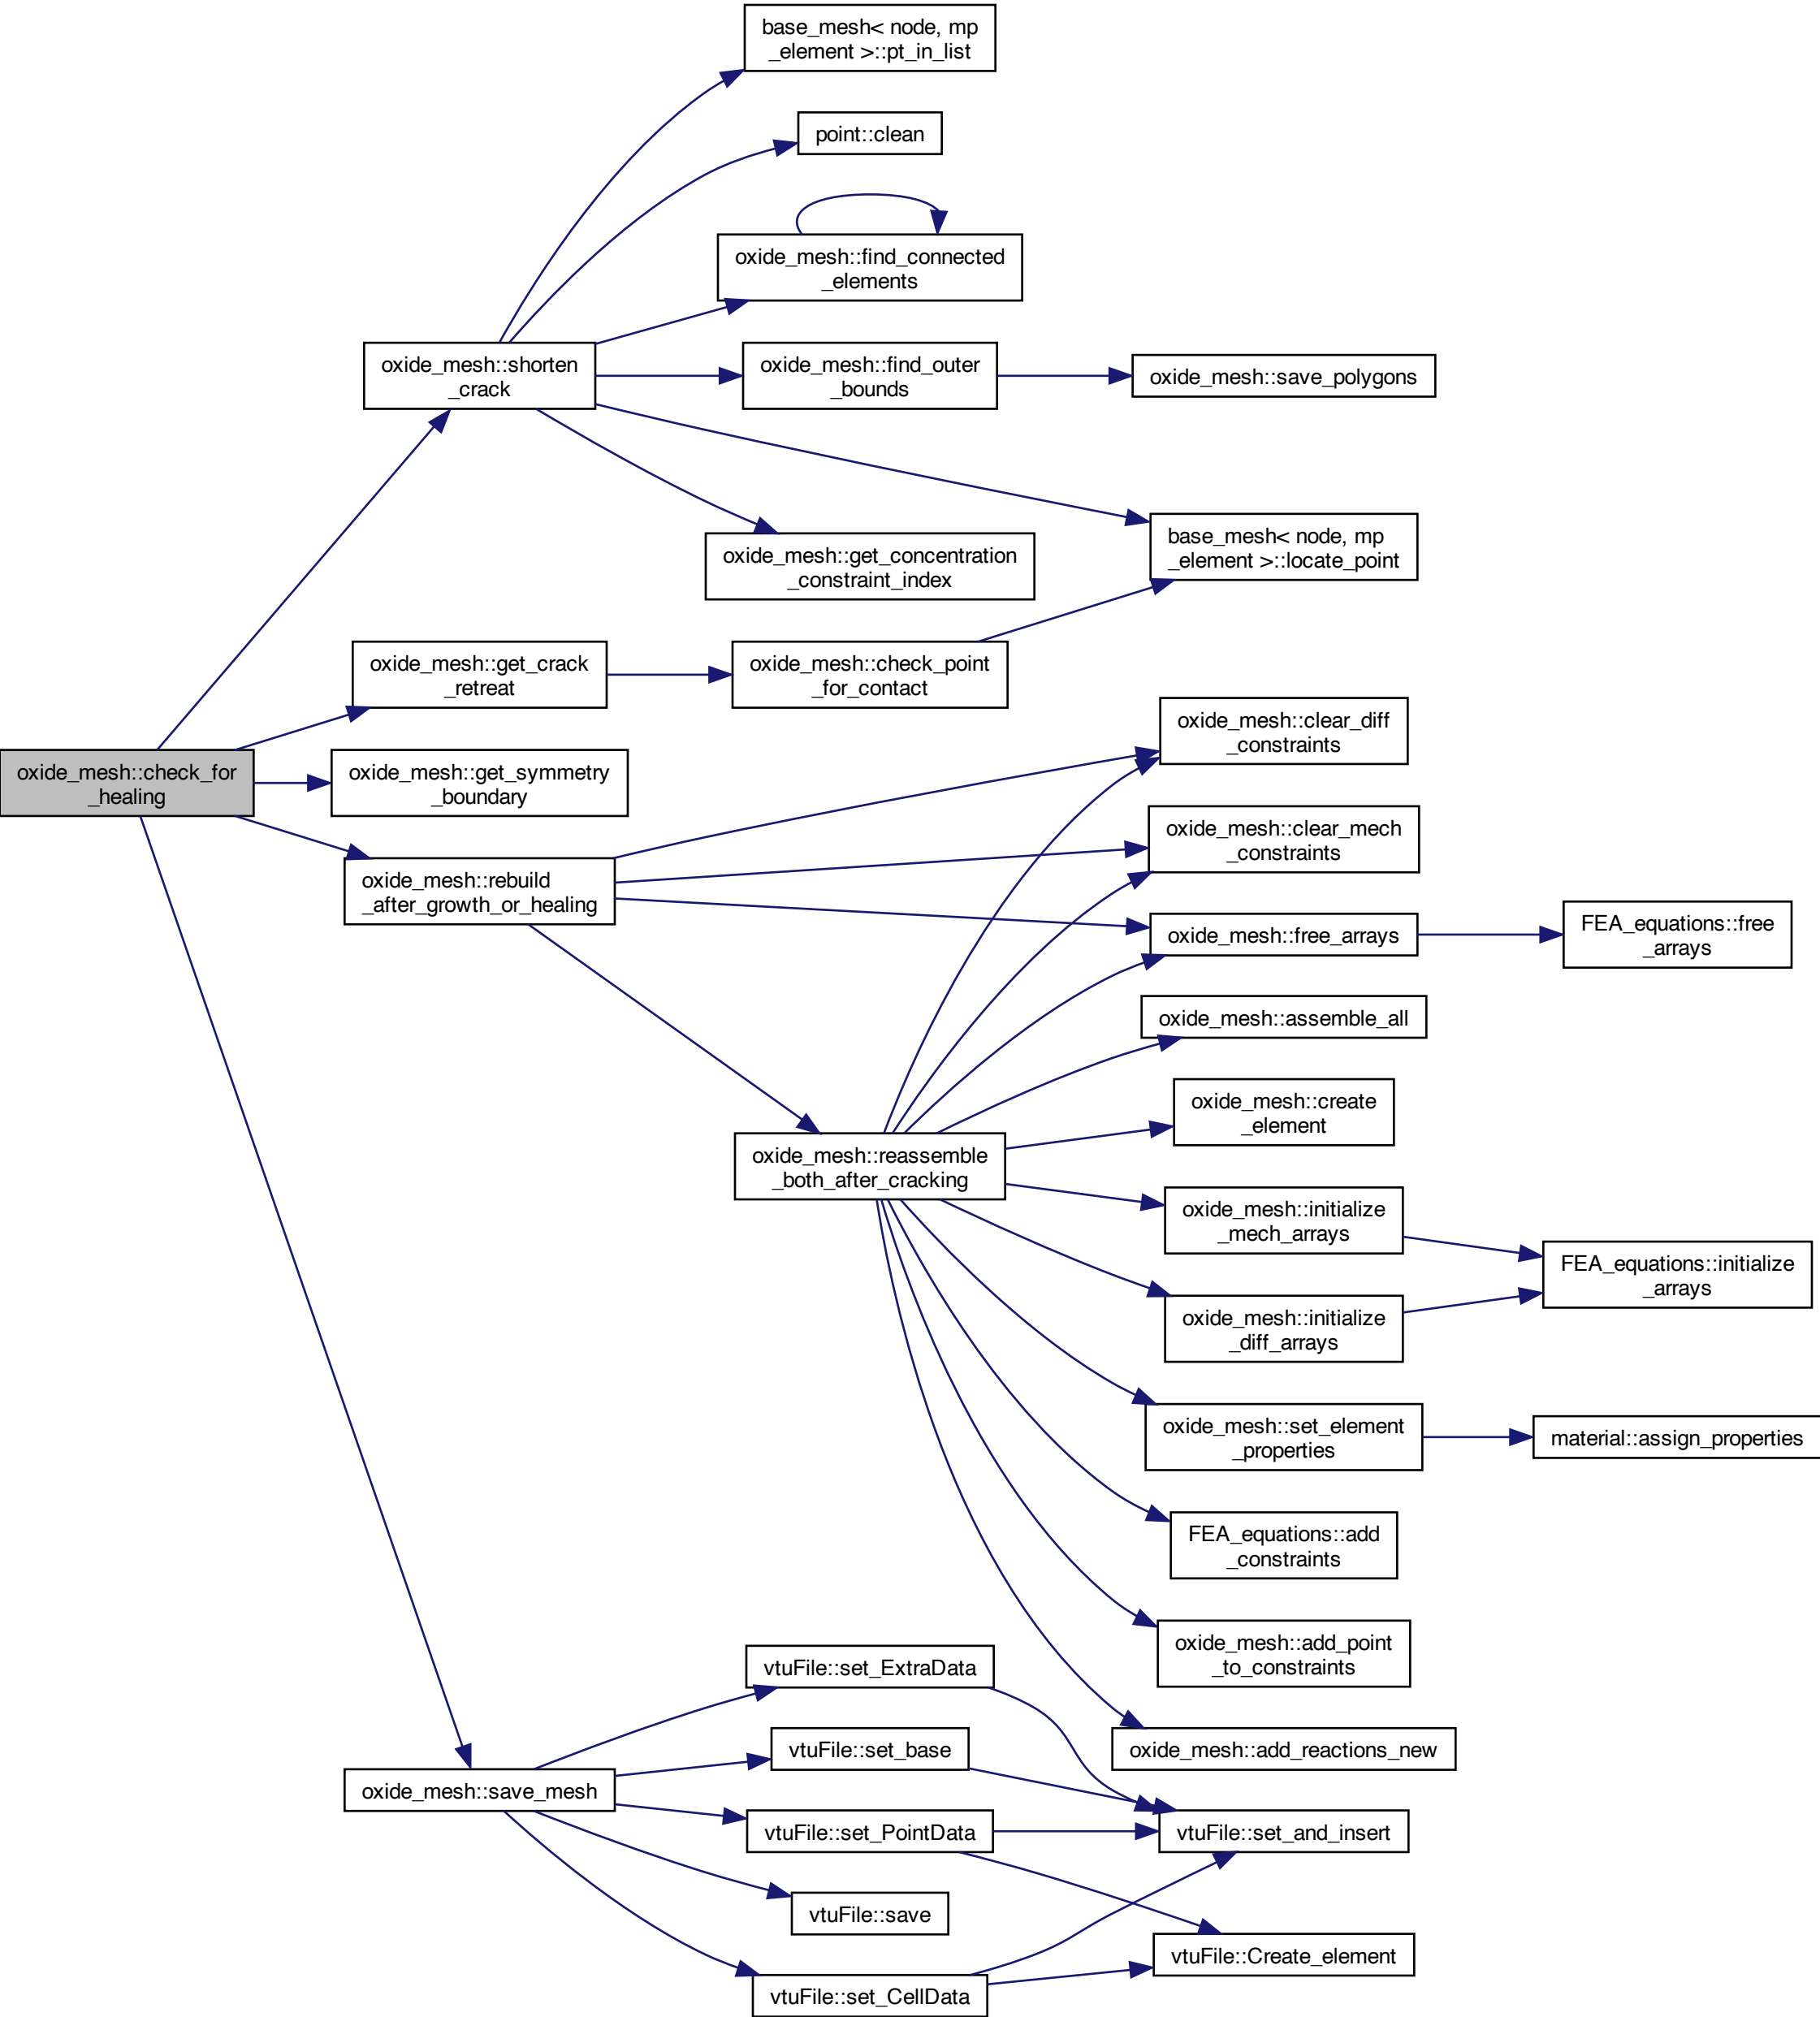 base_mesh< node, mp
_element >::pt_in_list
point::clean
oxide_mesh::find_connected
_elements
oxide_mesh::shorten
_crack
oxide_mesh::find_outer
_bounds
oxide_mesh::save_polygons
oxide_mesh::get_concentration
_constraint_index
base_mesh< node, mp
_element >::locate_point
oxide_mesh::get_crack
_retreat
oxide_mesh::check_point
_for_contact
oxide_mesh::clear_diff
_constraints
oxide_mesh::check_for
_healing
oxide_mesh::get_symmetry
_boundary
oxide_mesh::clear_mech
_constraints
oxide_mesh::rebuild
_after_growth_or_healing
oxide_mesh::free_arrays
FEA_equations::free
_arrays
oxide_mesh::assemble_all
oxide_mesh::create
_element
oxide_mesh::reassemble
_both_after_cracking
oxide_mesh::initialize
_mech_arrays
FEA_equations::initialize
_arrays
oxide_mesh::initialize
_diff_arrays
oxide_mesh::set_element
_properties
material::assign_properties
FEA_equations::add
_constraints
oxide_mesh::add_point
_to_constraints
vtuFile::set_ExtraData
oxide_mesh::add_reactions_new
vtuFile::set_base
oxide_mesh::save_mesh
vtuFile::set_PointData
vtuFile::set_and_insert
vtuFile::save
vtuFile::Create_element
vtuFile::set_CellData